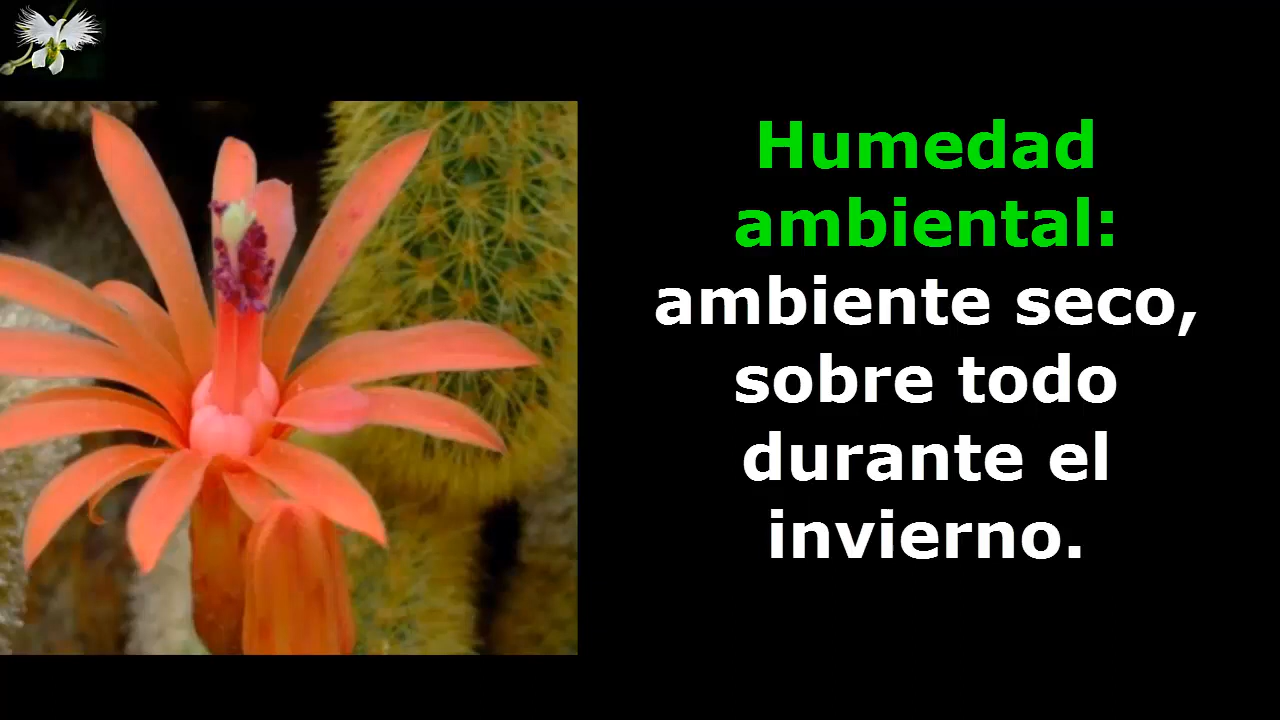 Humedad
ambiental:
ambiente seco,
sobre todo
durante el
invierno.